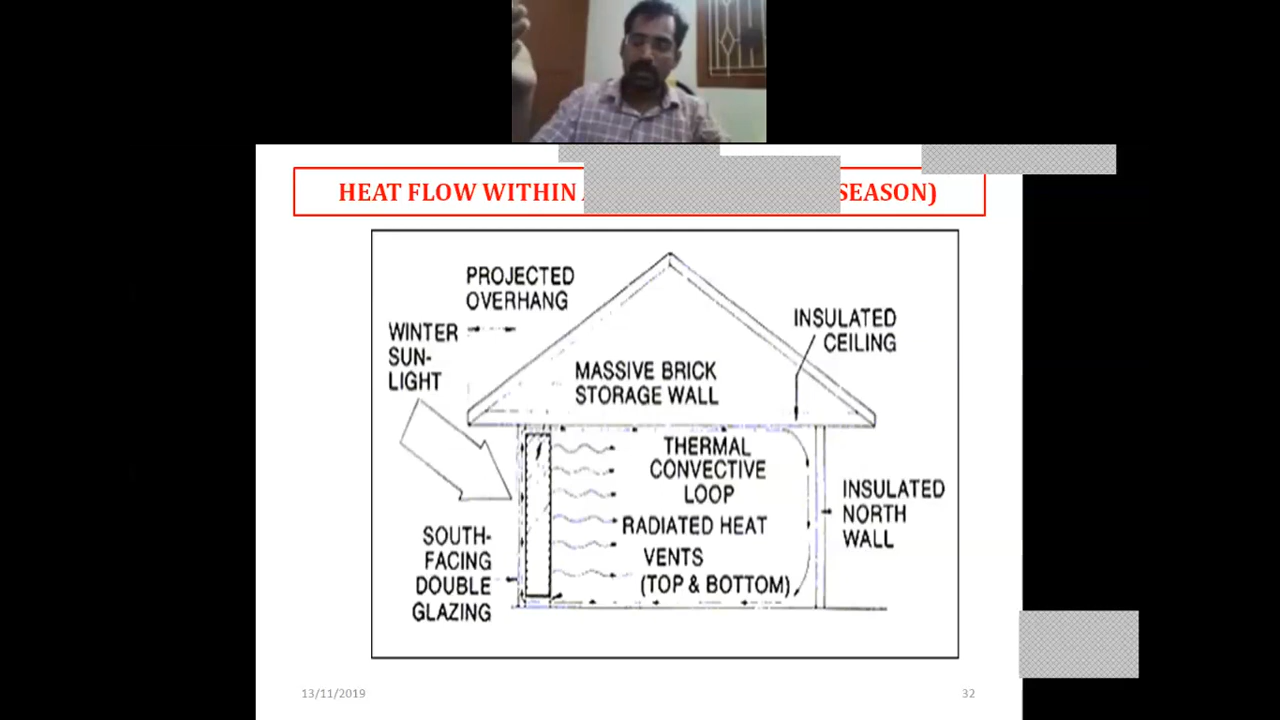 HEAT FLOW WITHIN
SEASON)
PROJECTED
OVERHANG
WINTER
SUN-
LIGHT
INSULATED
CEILING
MASSIVE BRICK
STORAGE WALL
THERMAL
CONVECTIVE
LOOP
RADIATED HEAT
VENTS
(TOP & BOTTOM)
INSULATED
NORTH
WALL
SOUTH-
FACING
DOUBLE
GLAZING
13/11/2019
32